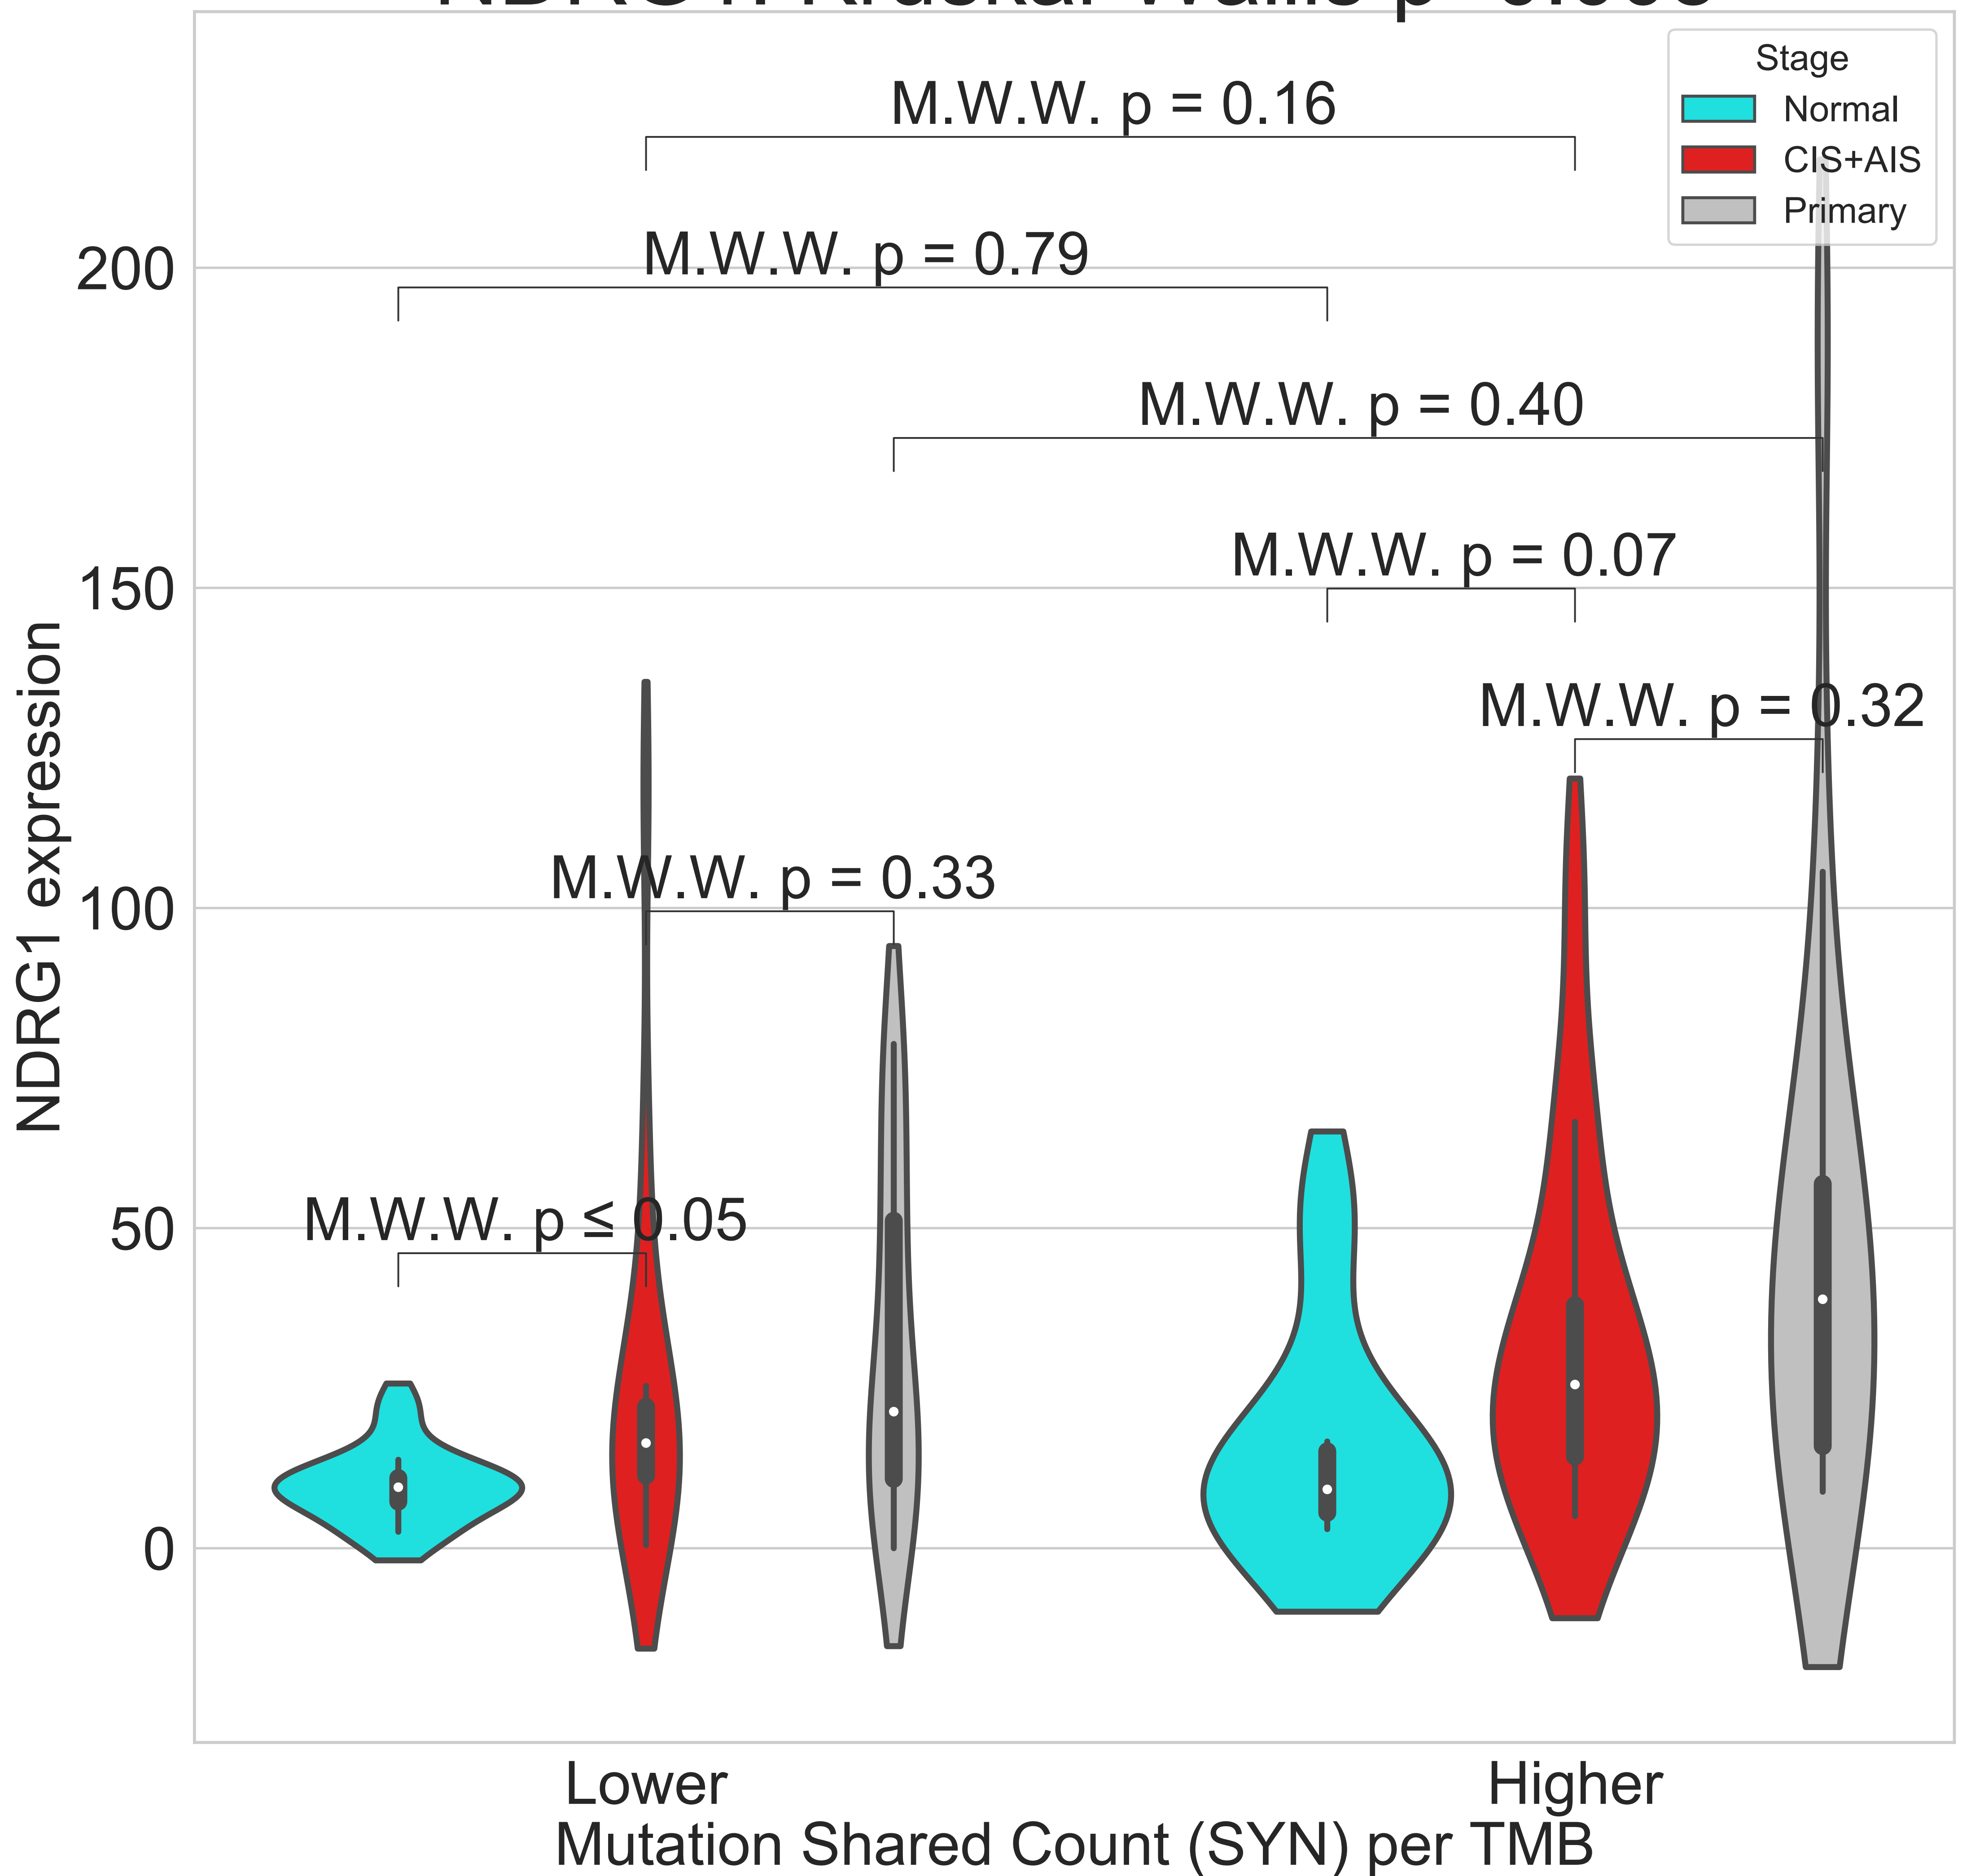 Stage
Normal
CIS+AIS
Primary
M.W.W. p = 0.16
M.W.W. p = 0.79
M.W.W. p = 0.40
M.W.W. p = 0.07
M.W.W. p = 0.32
M.W.W. p = 0.33
M.W.W. p ≤ 0.05
200
150
100
50
0
NDRG1 expression
Lower
Higher
Mutation Shared Count (SYN) per TMB